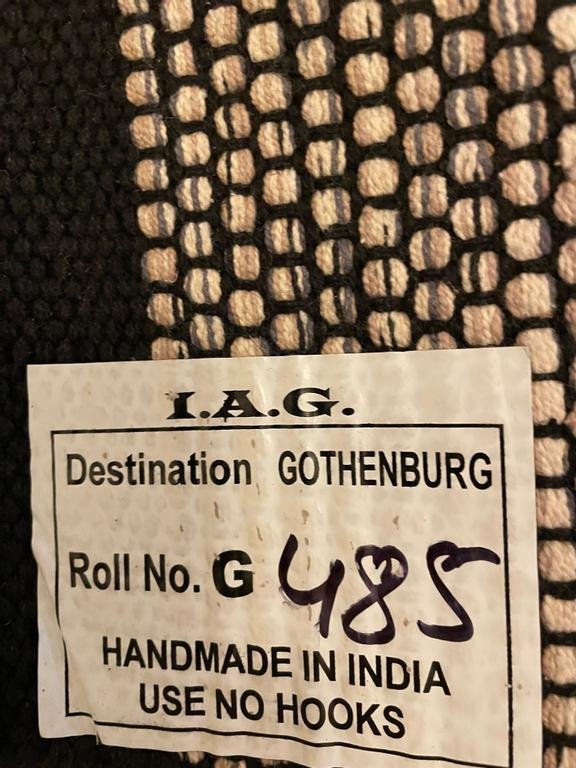 I.A.G.
Destination GOTHENBURG
Roll No. G 485
HANDMADE IN INDIA
USE NO HOOKS